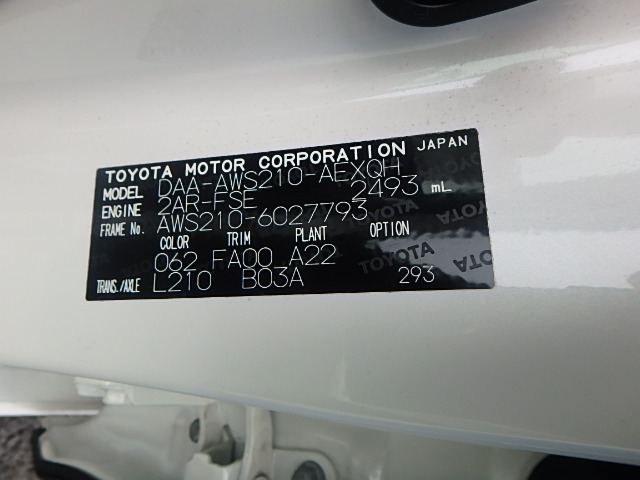 TOYOTA MOTOR CORPORATION JAPAN
MODEL DAA-AWS210-AEXQH
ENGINE 2AR-FSE 2493 mL
FRAME No. AWS210-6027793
COLOR TRIM PLANT OPTION
062 FA00 A22
TRANS./AXLE L210 B03A 293